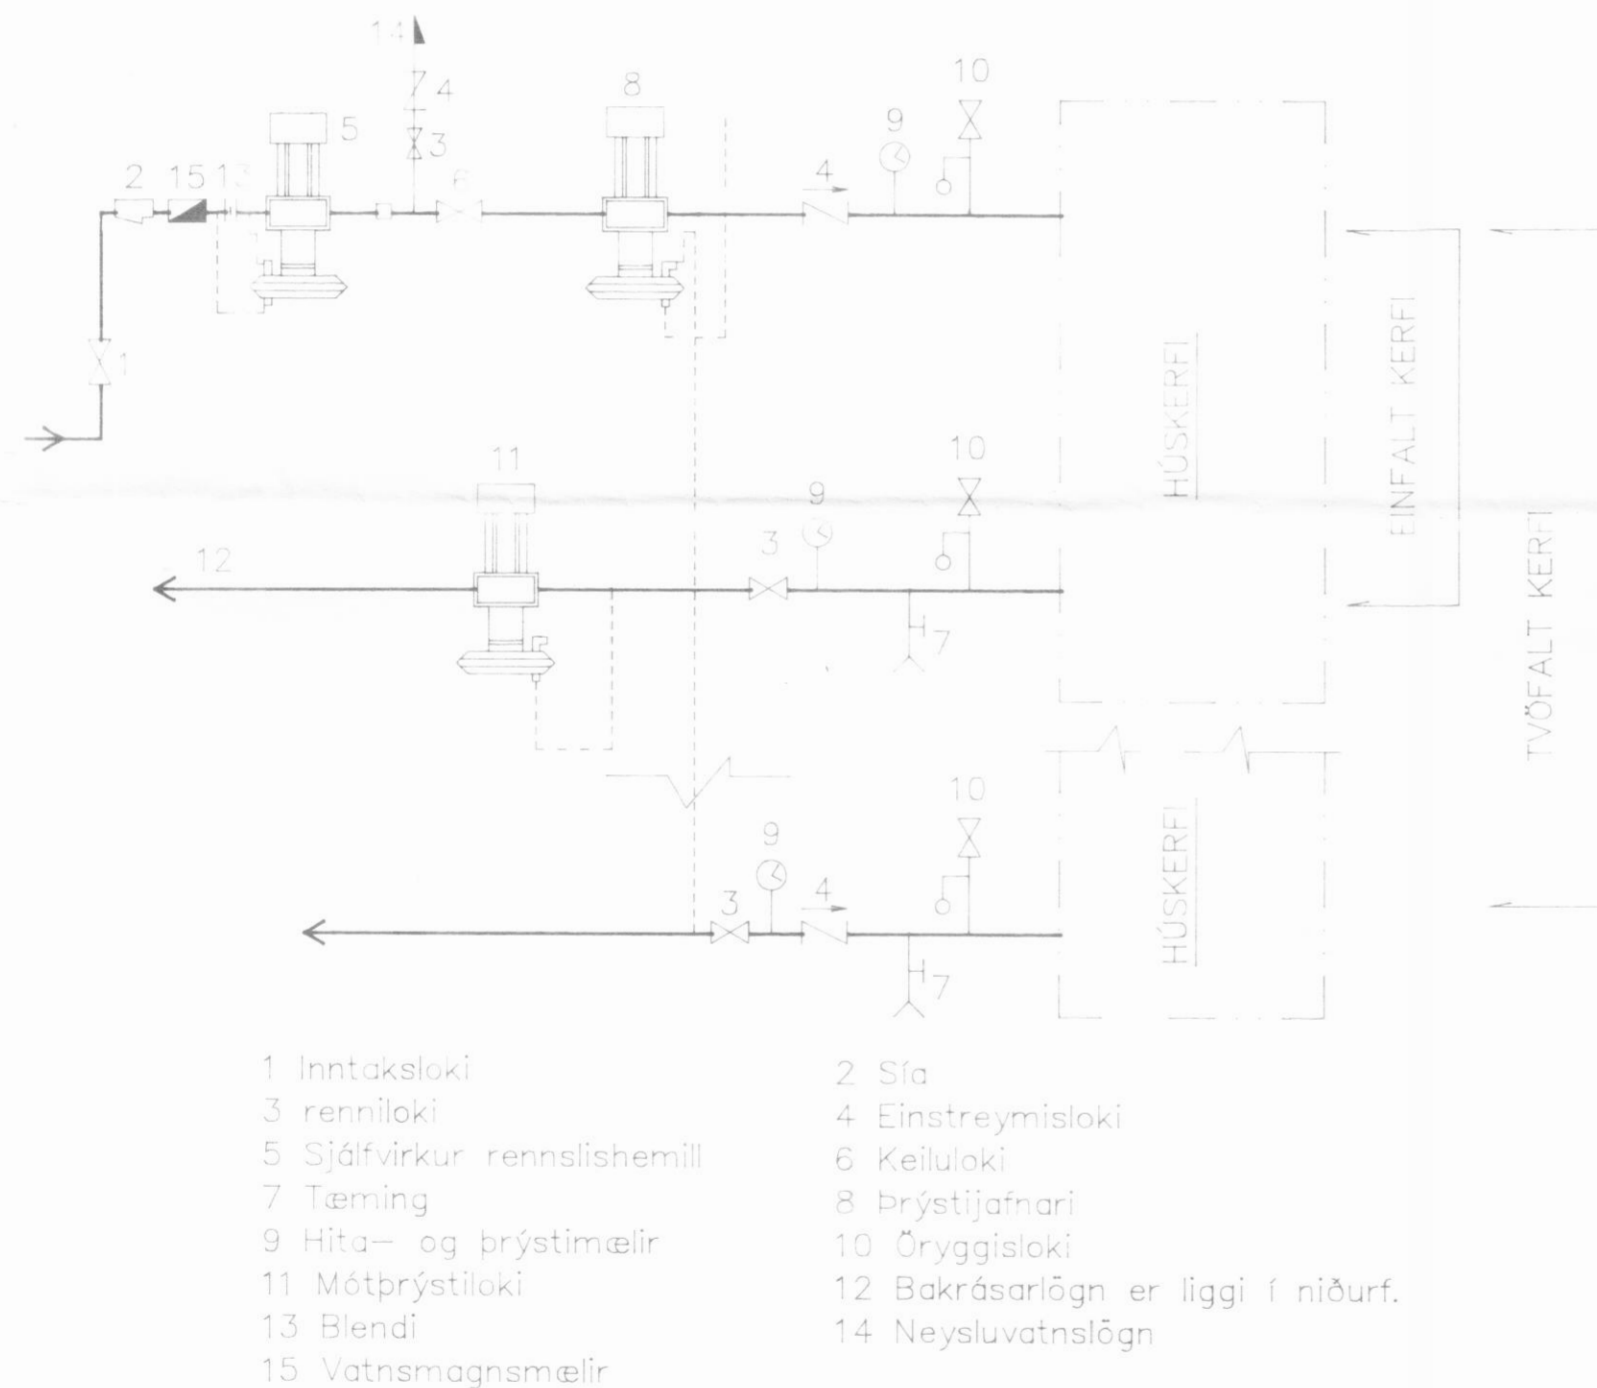 14
4
3
8
10
9
4
5
2 15 13
6
1
HÚSKERFI
EINFALT KERFI
TVÖFALT KERFI
11
10
9
3
12
7
10
9
4
3
7
HÚSKERFI
1 Inntaksloki
2 Sía
3 renniloki
4 Einstreymisloki
5 Sjálfvirkur rennslishemill
6 Keiluloki
7 Tæming
8 Þrýstijafnari
9 Hita- og þrýstimælir
10 Öryggisloki
11 Mótþrýstiloki
12 Bakrásarlögn er liggi í niðurf.
13 Blendi
14 Neysluvatnslögn
15 Vatnsmagnsmælir